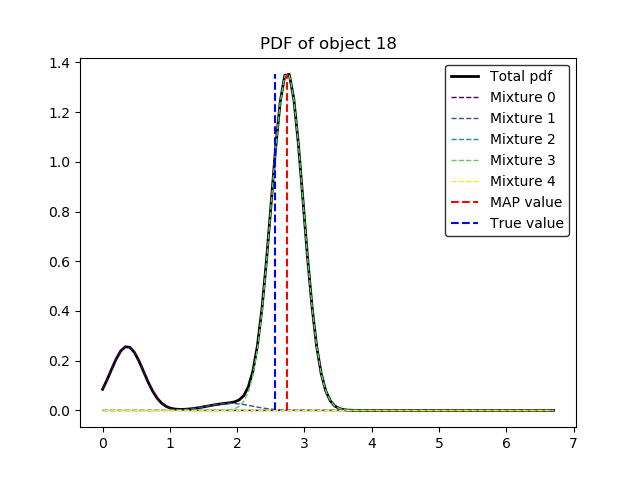 PDF of object 18
1.4
1.2
1.0
0.8
0.6
0.4
0.2
0.0
0 1 2 3 4 5 6 7
Total pdf
Mixture 0
Mixture 1
Mixture 2
Mixture 3
Mixture 4
MAP value
True value